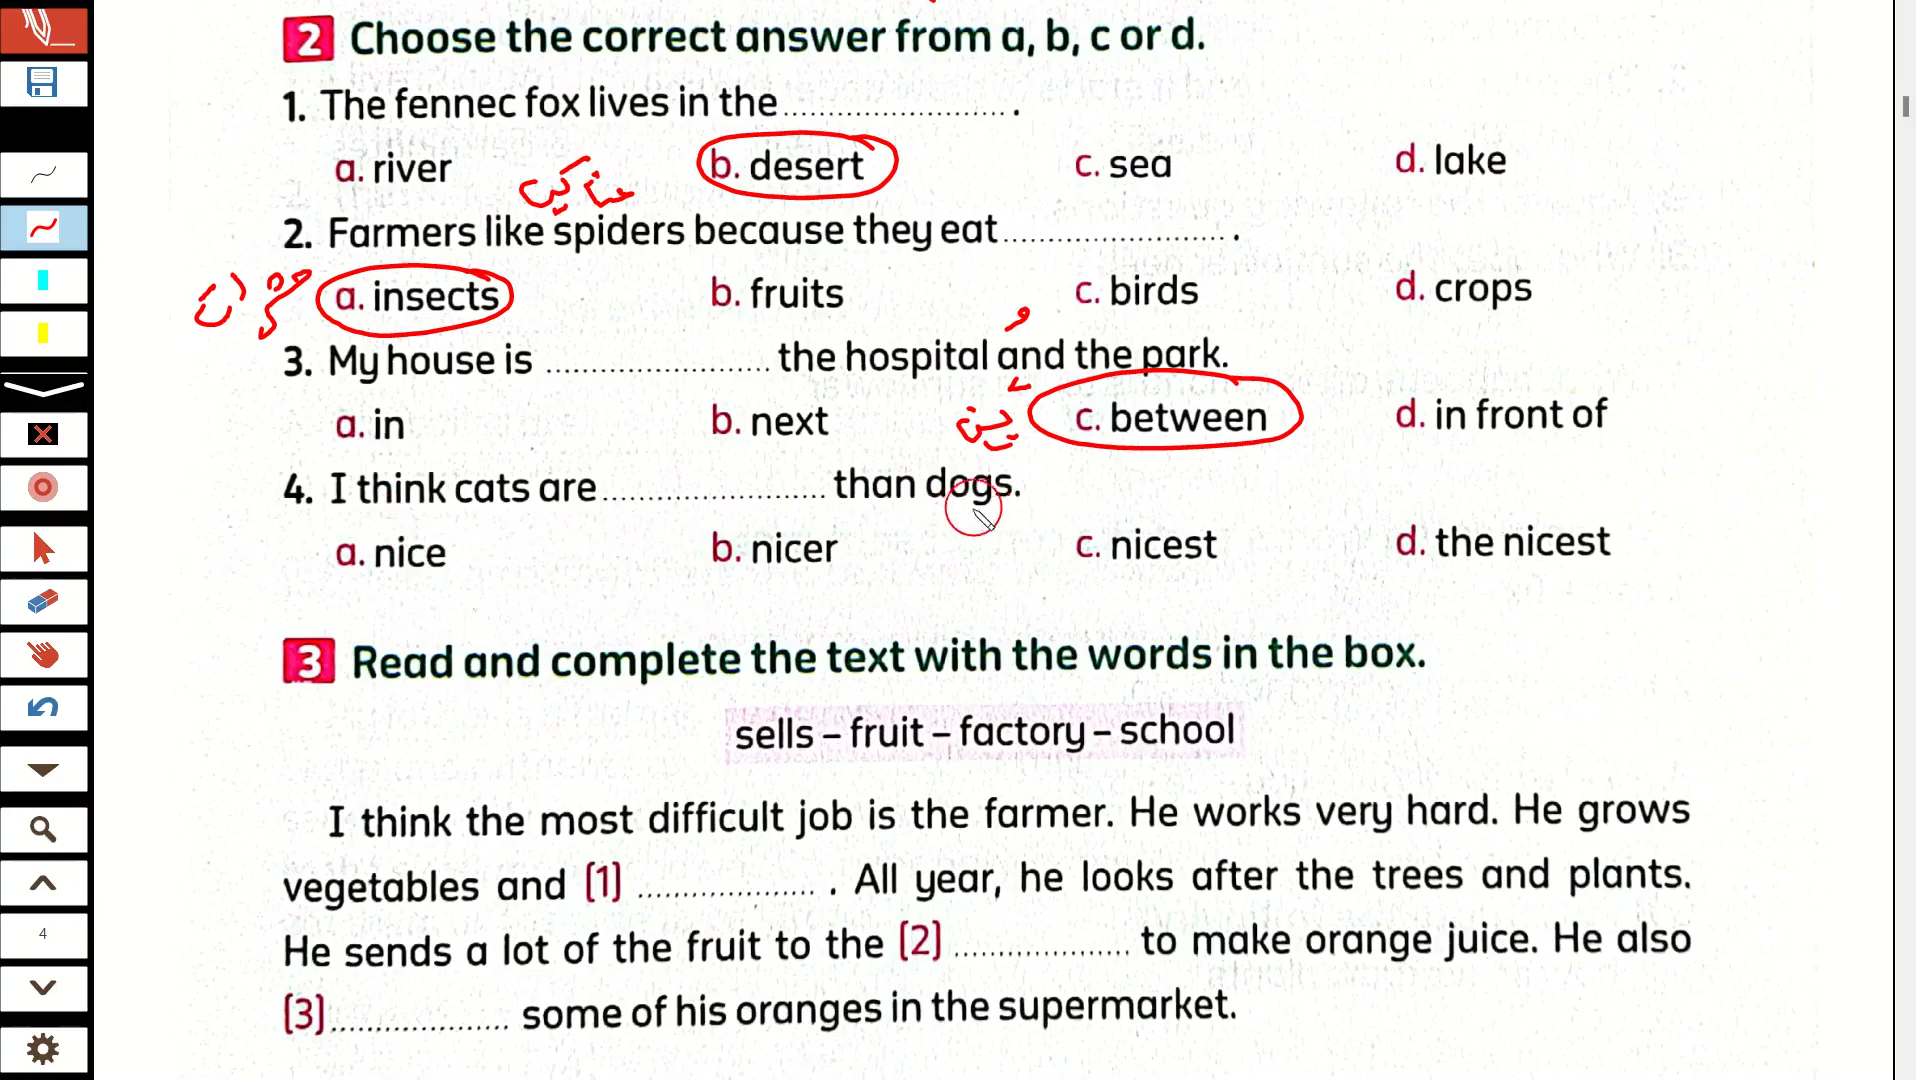 2 Choose the correct answer from a, b, c or d.
1. The fennec fox lives in the ........................ .
a. river b. desert c. sea d. lake
عناكب
2. Farmers like spiders because they eat ........................ .
حشرات a. insects b. fruits c. birds d. crops
و
3. My house is ........................ the hospital and the park.
a. in b. next بين c. between d. in front of
4. I think cats are ........................ than dogs.
a. nice b. nicer c. nicest d. the nicest
3 Read and complete the text with the words in the box.
sells – fruit – factory – school
I think the most difficult job is the farmer. He works very hard. He grows
vegetables and (1) ................... . All year, he looks after the trees and plants.
He sends a lot of the fruit to the (2) ................... to make orange juice. He also
(3) ................... some of his oranges in the supermarket.
4